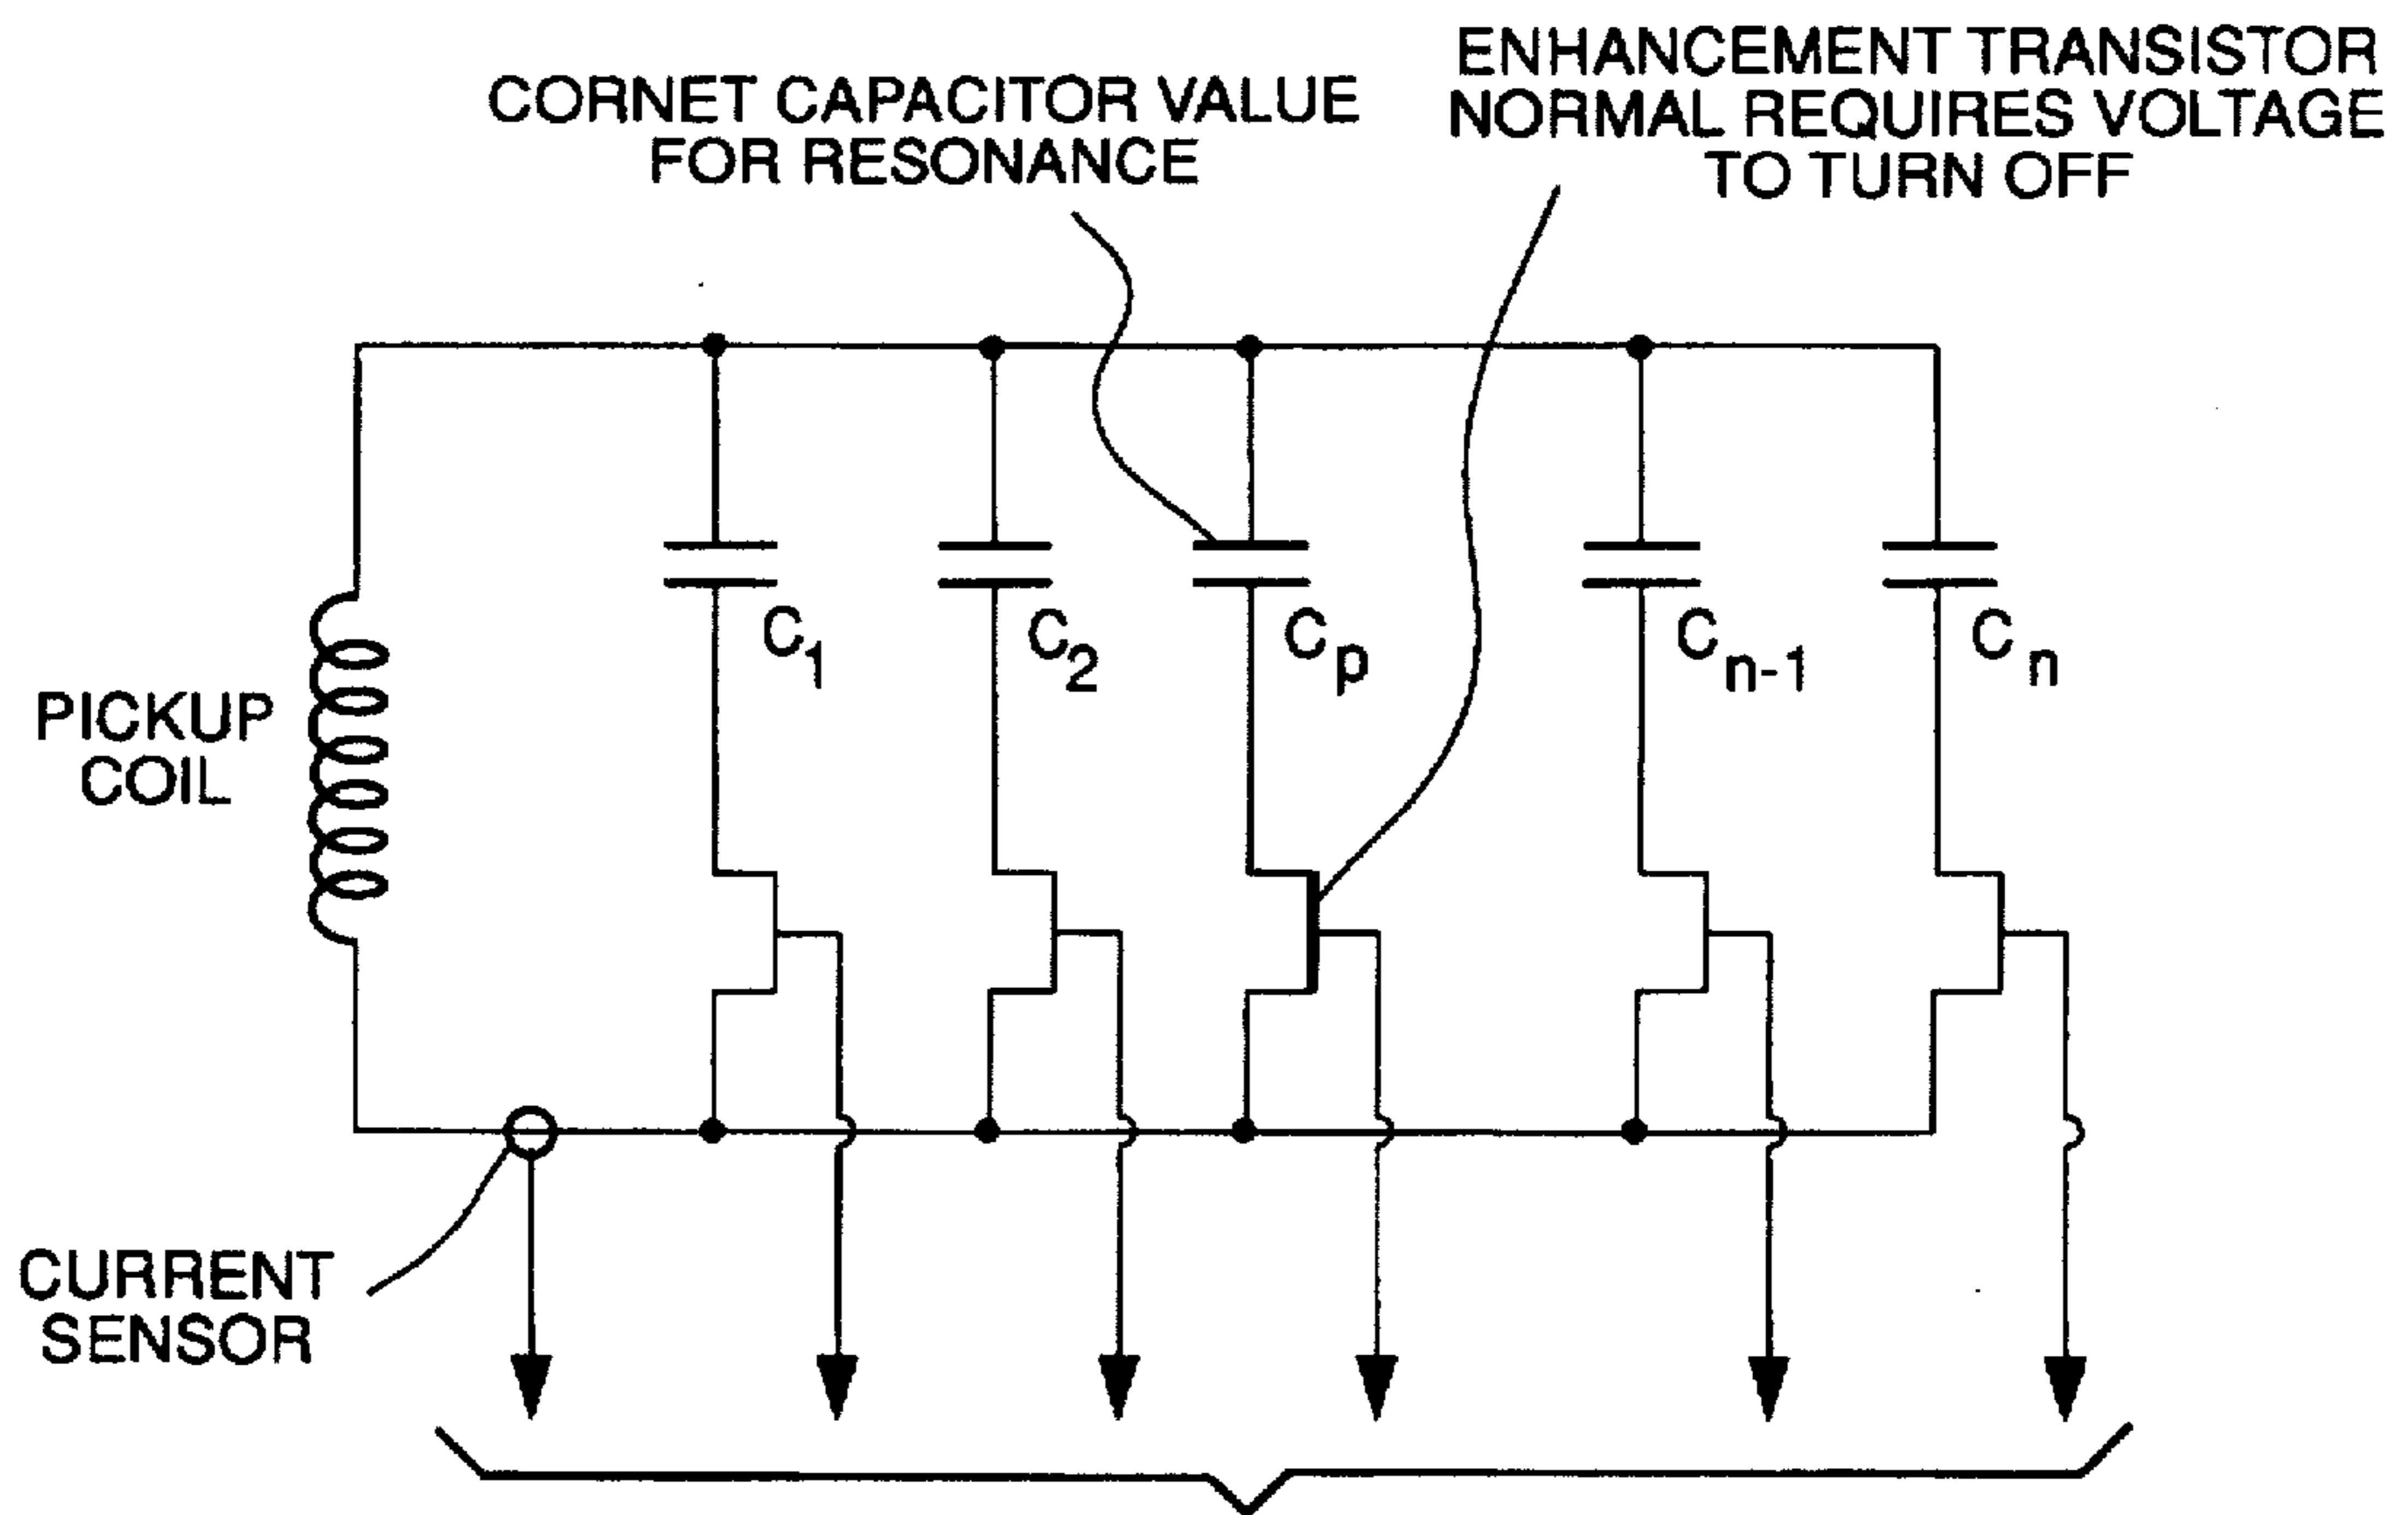 CORNET CAPACITOR VALUE
FOR RESONANCE
ENHANCEMENT TRANSISTOR
NORMAL REQUIRES VOLTAGE
TO TURN OFF
C1
C2
Cp
Cn-1
Cn
PICKUP
COIL
CURRENT
SENSOR